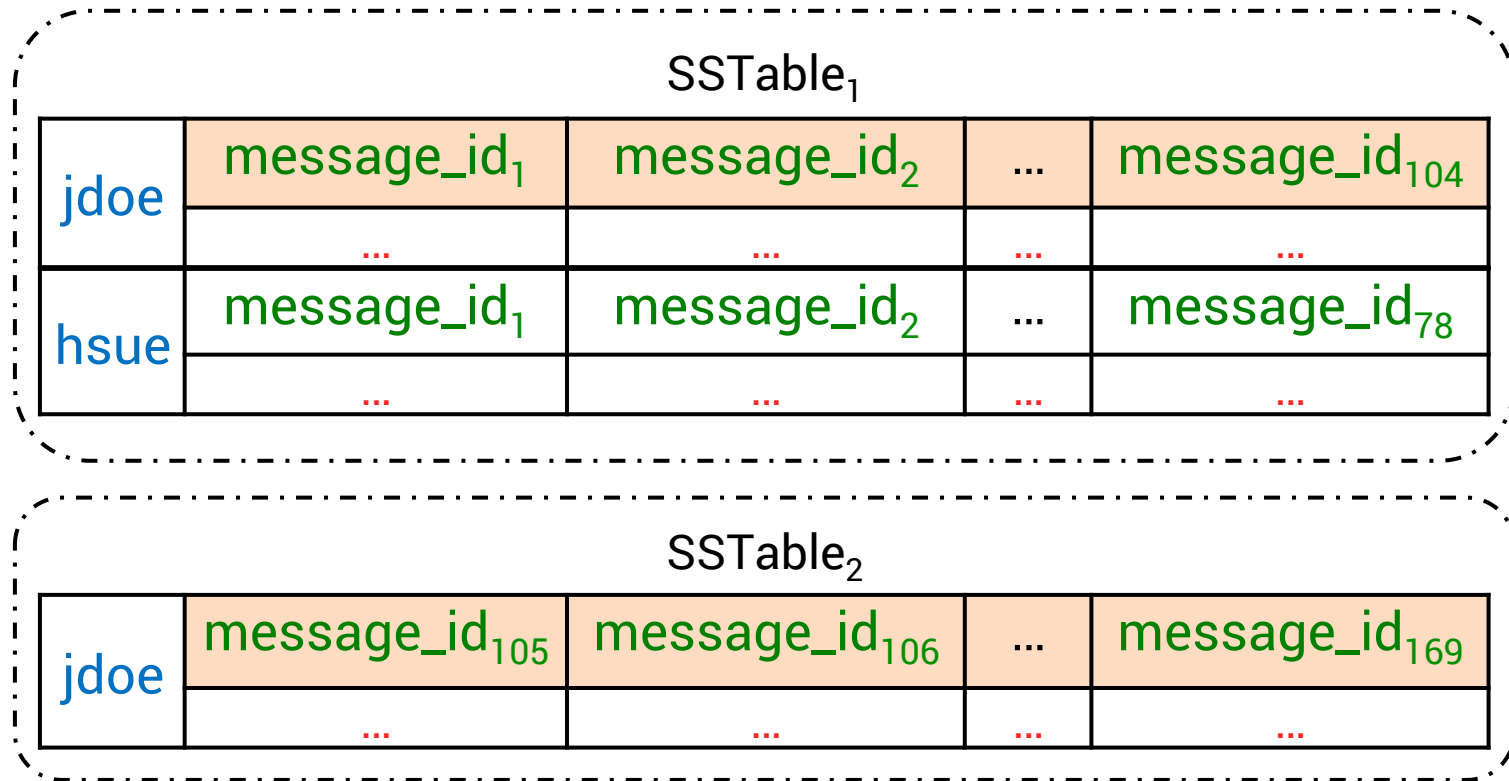 SSTable₁
jdoe message_id₁ message_id₂ ... message_id₁₀₄
... ... ... ...
hsue message_id₁ message_id₂ ... message_id₇₈
... ... ... ...
SSTable₂
jdoe message_id₁₀₅ message_id₁₀₆ ... message_id₁₆₉
... ... ... ...